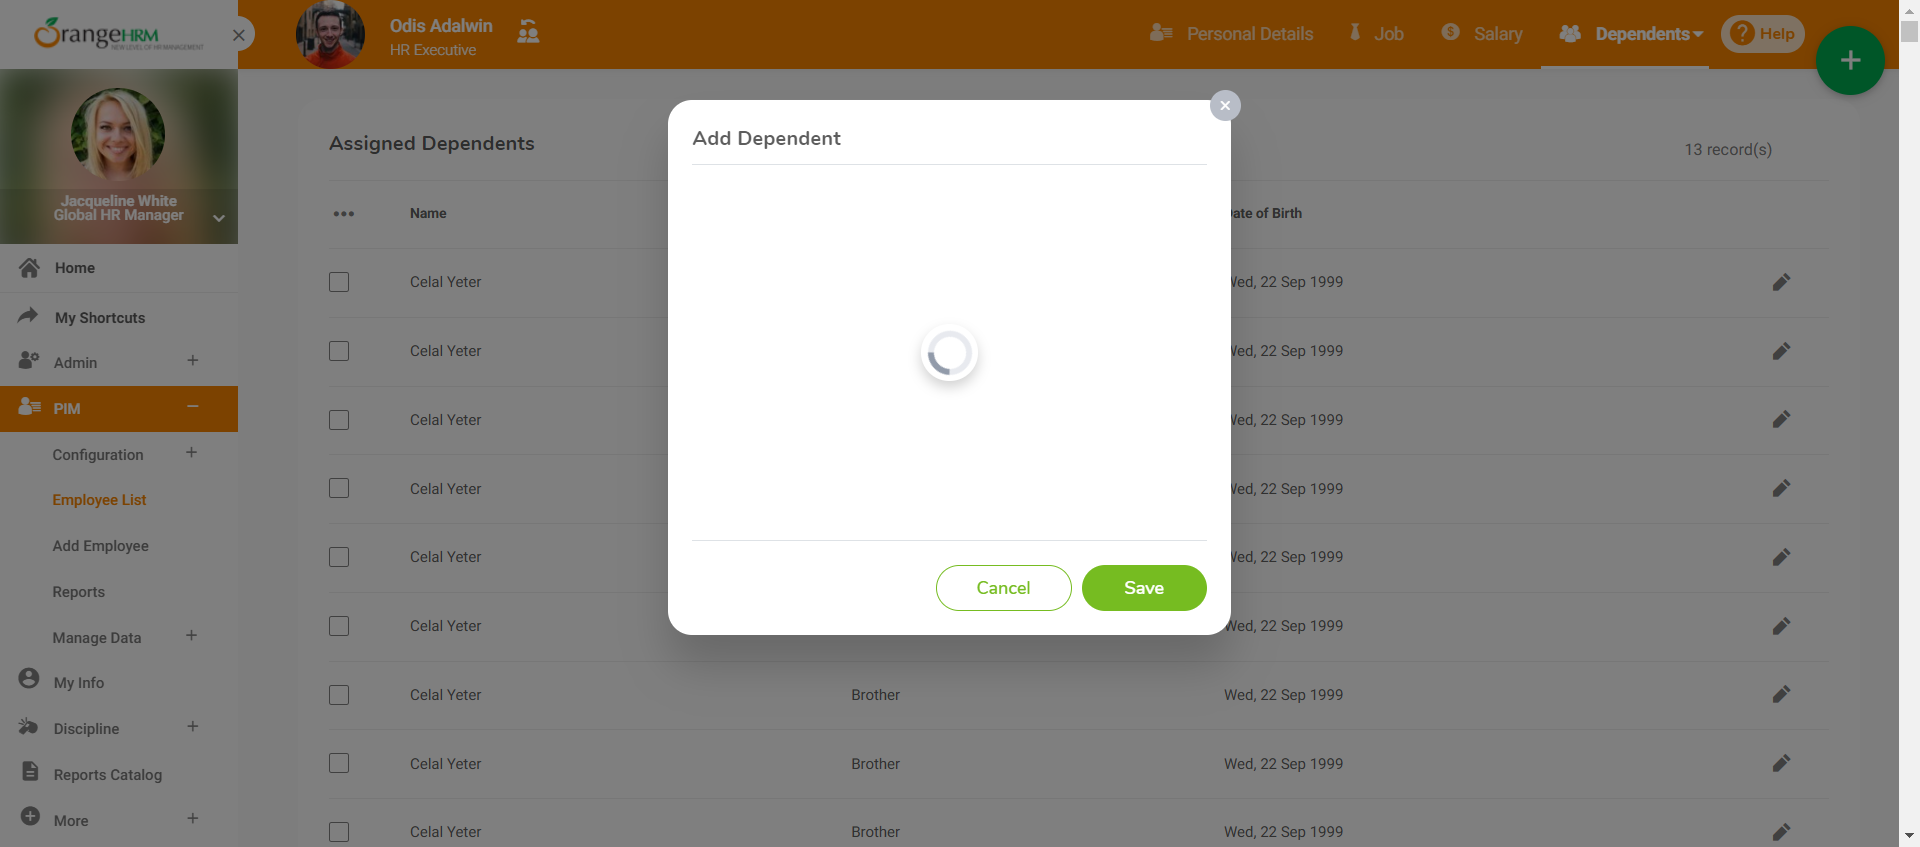 OrangeHRM
NEW LEVEL OF HR MANAGEMENT
Odis Adalwin
HR Executive
Personal Details
Job
Salary
Dependents
Help
Jacqueline White
Global HR Manager
Home
My Shortcuts
Admin
PIM
Configuration
Employee List
Add Employee
Reports
Manage Data
My Info
Discipline
Reports Catalog
More
Assigned Dependents
13 record(s)
Name
ate of Birth
Celal Yeter
Wed, 22 Sep 1999
Celal Yeter
Wed, 22 Sep 1999
Celal Yeter
Wed, 22 Sep 1999
Celal Yeter
Wed, 22 Sep 1999
Celal Yeter
Wed, 22 Sep 1999
Celal Yeter
Wed, 22 Sep 1999
Celal Yeter Brother Wed, 22 Sep 1999
Celal Yeter Brother Wed, 22 Sep 1999
Celal Yeter Brother Wed, 22 Sep 1999
Add Dependent
Cancel
Save